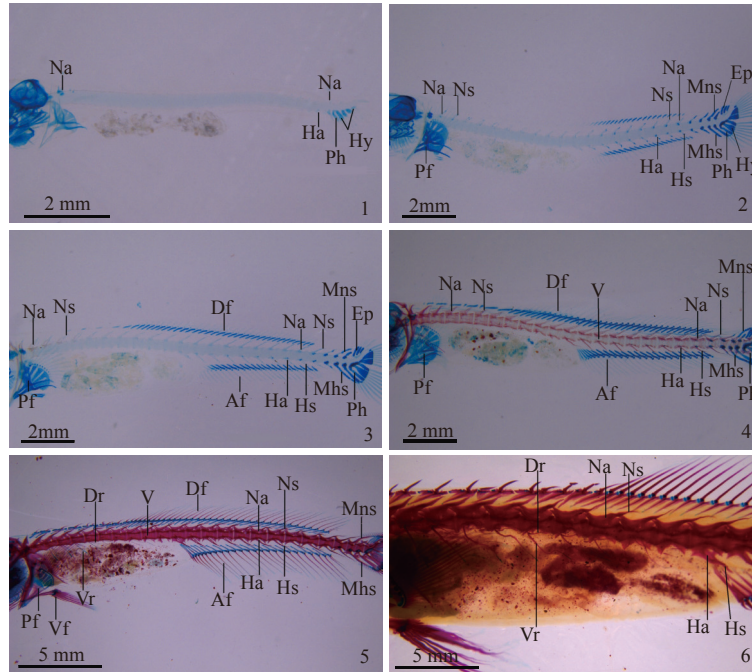 Na Na
Ha
Ph
Hy
2 mm 1
Na Ns Ns Na Mns Ep
Pf Ha Hs Mhs Ph Hy
2mm 2
Na Ns Df Na Ns Mns Ep
Pf Af Ha Hs Mhs Ph
2mm 3
Na Ns Df V Na Ns Mns
Pf Af Ha Hs Mhs
2 mm 4
Dr V Df Na Ns Mns
Pf Vf Vr Af Ha Hs Mhs
5 mm 5
Dr Na Ns
Vr Ha Hs
5 mm 6